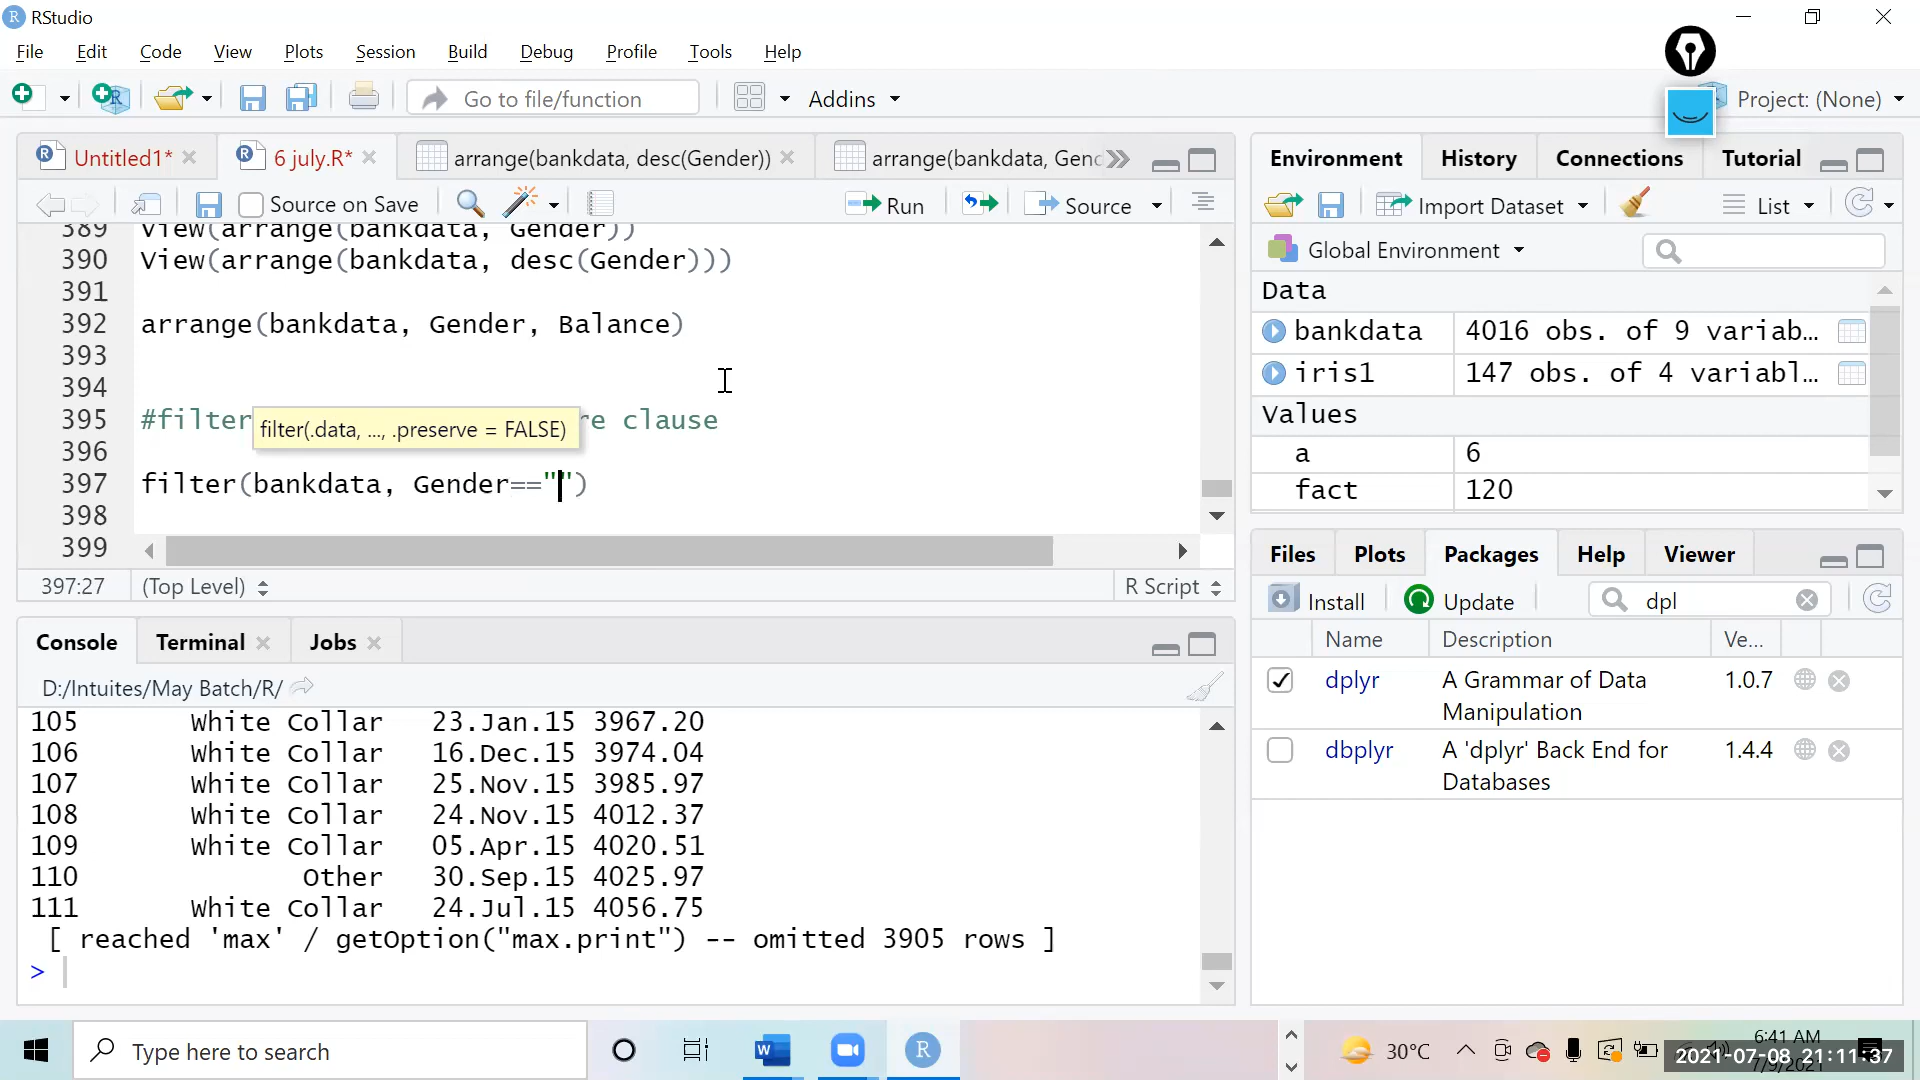 RStudio
File Edit Code View Plots Session Build Debug Profile Tools Help
Go to file/function
Addins
Project: (None)
Untitled1*
6 july.R*
arrange(bankdata, desc(Gender))
arrange(bankdata, Genc
Source on Save
Run
Source
389 View(arrange(bankdata, Gender))
390 View(arrange(bankdata, desc(Gender)))
391
392 arrange(bankdata, Gender, Balance)
393
394
395 #filter re clause
filter(.data, ..., .preserve = FALSE)
396
397 filter(bankdata, Gender=="")
398
399
397:27 (Top Level) R Script
Console Terminal Jobs
D:/Intuites/May Batch/R/
105 White Collar 23.Jan.15 3967.20
106 White Collar 16.Dec.15 3974.04
107 White Collar 25.Nov.15 3985.97
108 White Collar 24.Nov.15 4012.37
109 White Collar 05.Apr.15 4020.51
110 Other 30.Sep.15 4025.97
111 White Collar 24.Jul.15 4056.75
[ reached 'max' / getOption("max.print") -- omitted 3905 rows ]
>
Environment History Connections Tutorial
Import Dataset
List
Global Environment
Data
bankdata 4016 obs. of 9 variab...
iris1 147 obs. of 4 variabl...
Values
a 6
fact 120
Files Plots Packages Help Viewer
Install Update dpl
Name Description Ve...
dplyr A Grammar of Data Manipulation 1.0.7
dbplyr A 'dplyr' Back End for Databases 1.4.4
Type here to search
30°C
6:41 AM
2021-07-08 21:11:37